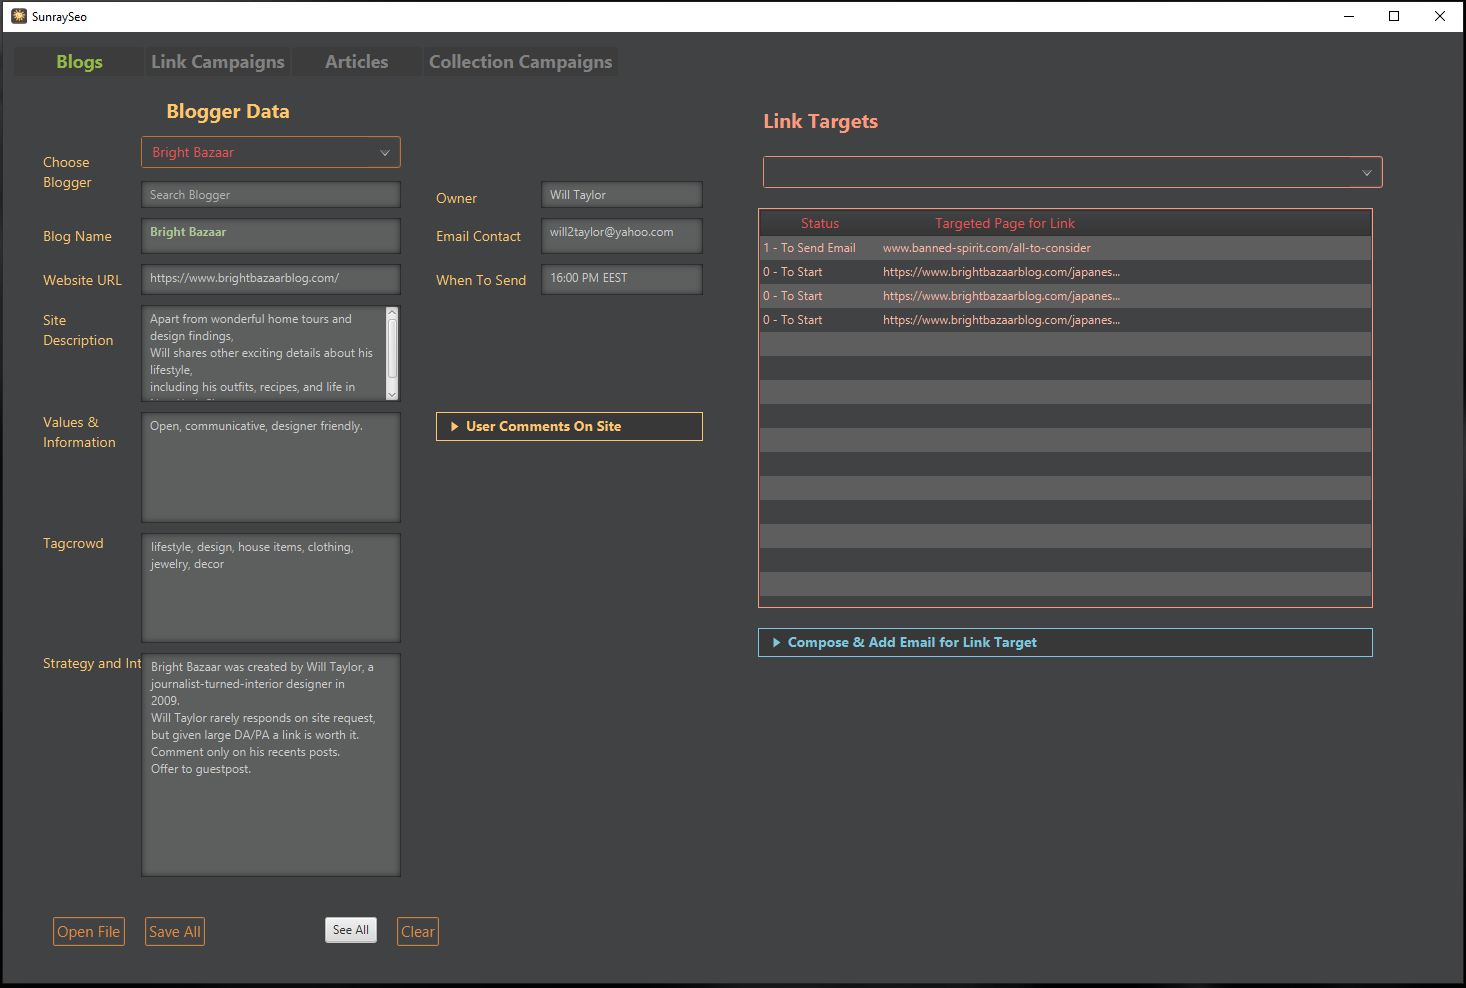 SunraySeo
Blogs
Link Campaigns
Articles
Collection Campaigns
Blogger Data
Choose
Blogger
Bright Bazaar
Search Blogger
Blog Name
Bright Bazaar
Website URL
https://www.brightbazaarblog.com/
Site
Description
Apart from wonderful home tours and
design findings,
Will shares other exciting details about his
lifestyle,
including his outfits, recipes, and life in
Values &
Information
Open, communicative, designer friendly.
Tagcrowd
lifestyle, design, house items, clothing,
jewelry, decor
Strategy and Int
Bright Bazaar was created by Will Taylor, a
journalist-turned-interior designer in
2009.
Will Taylor rarely responds on site request,
but given large DA/PA a link is worth it.
Comment only on his recents posts.
Offer to guestpost.
Owner
Will Taylor
Email Contact
will2taylor@yahoo.com
When To Send
16:00 PM EEST
User Comments On Site
Link Targets
Status
Targeted Page for Link
1 - To Send Email
www.banned-spirit.com/all-to-consider
0 - To Start
https://www.brightbazaarblog.com/japanes...
0 - To Start
https://www.brightbazaarblog.com/japanes...
0 - To Start
https://www.brightbazaarblog.com/japanes...
Compose & Add Email for Link Target
Open File
Save All
See All
Clear